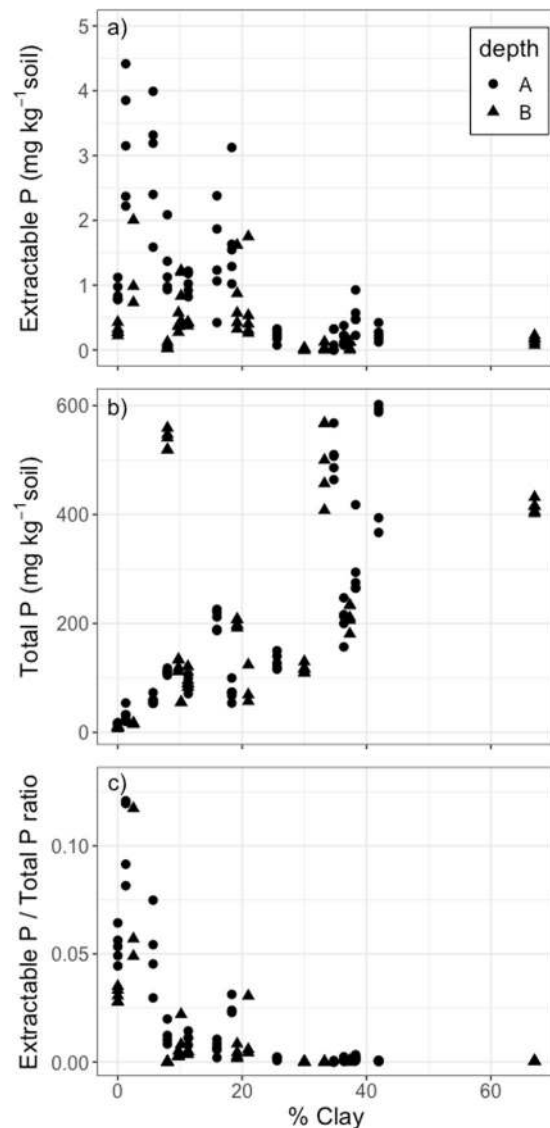 a)
depth
A
B
5
4
3
2
1
0
Extractable P (mg kg⁻¹soil)
b)
600
400
200
0
Total P (mg kg⁻¹soil)
c)
0.10
0.05
0.00
Extractable P / Total P ratio
0 20 40 60
% Clay